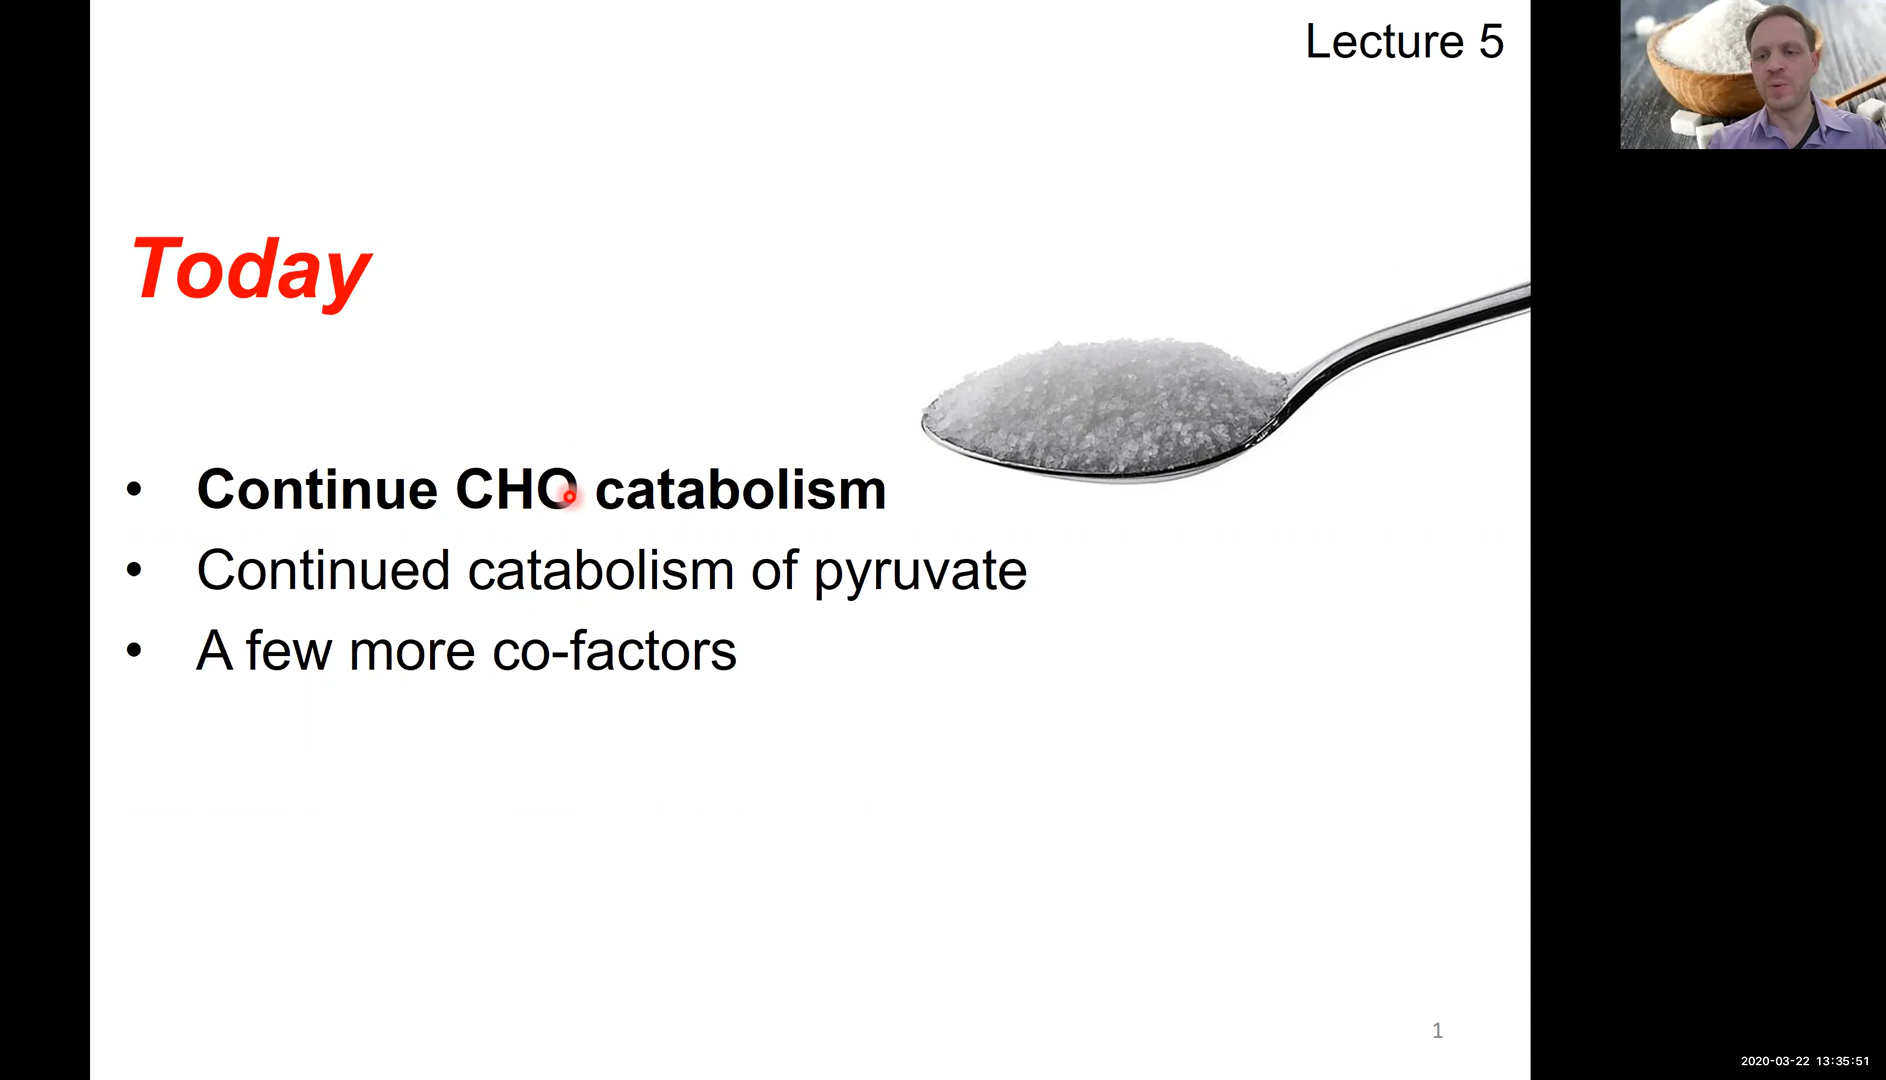 Lecture 5
Today
• Continue CHO catabolism
• Continued catabolism of pyruvate
• A few more co-factors
1
2020-03-22 13:35:51